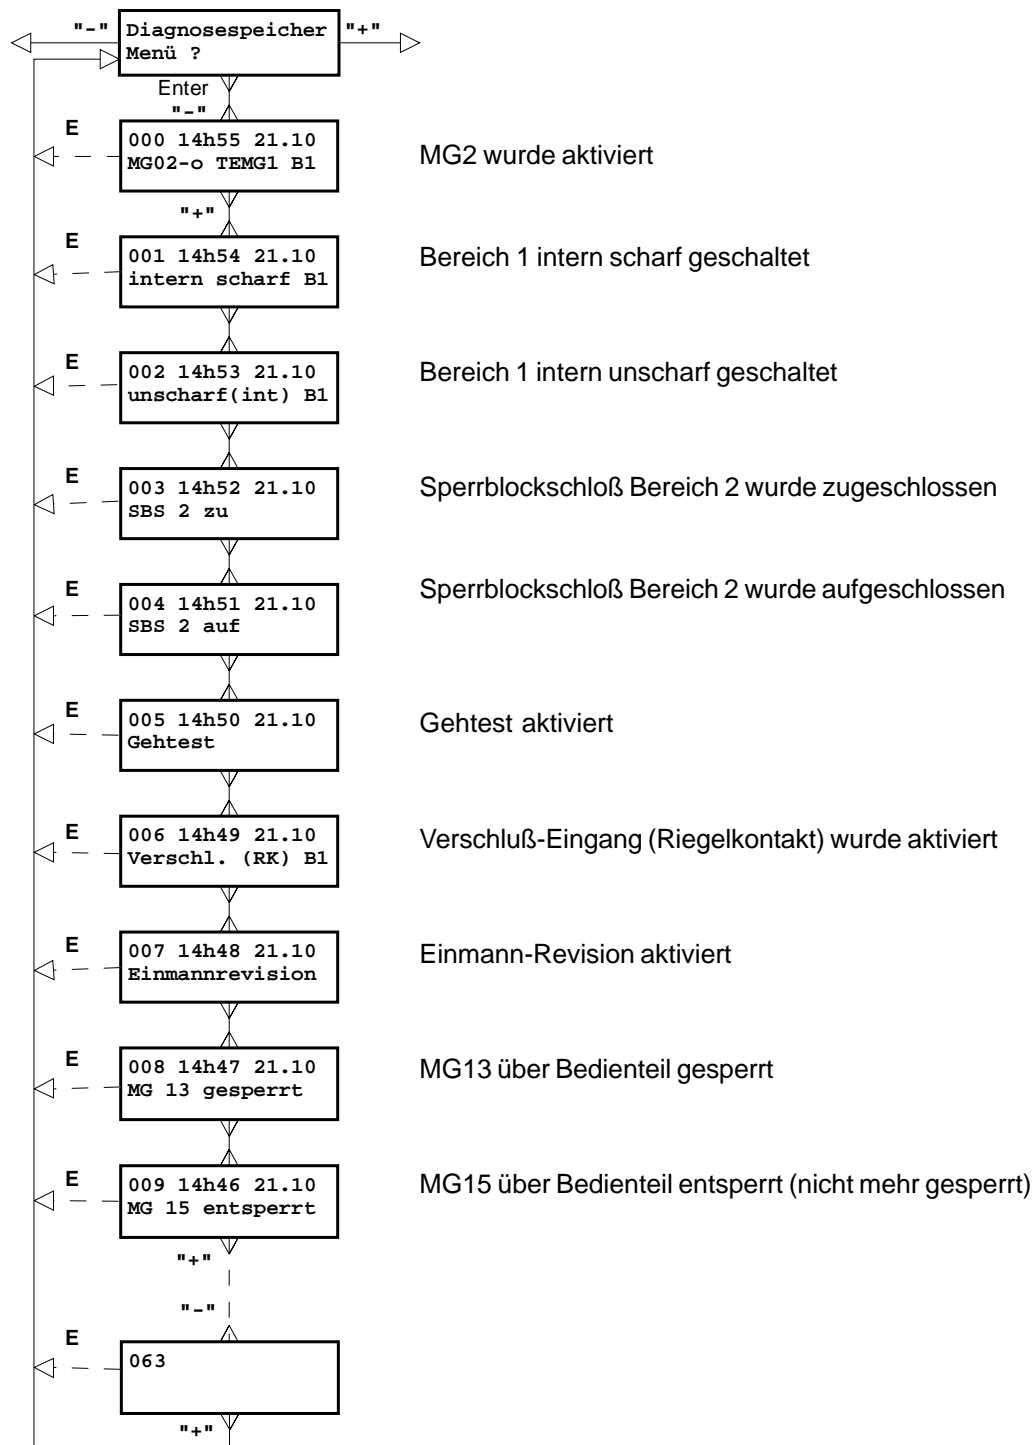 "-" Diagnosespeicher "+"
Menü ?
Enter
"-"
E
000 14h55 21.10
MG02-o TEMG1 B1
MG2 wurde aktiviert
"+"
E
001 14h54 21.10
intern scharf B1
Bereich 1 intern scharf geschaltet
E
002 14h53 21.10
unscharf(int) B1
Bereich 1 intern unscharf geschaltet
E
003 14h52 21.10
SBS 2 zu
Sperrblockschloß Bereich 2 wurde zugeschlossen
E
004 14h51 21.10
SBS 2 auf
Sperrblockschloß Bereich 2 wurde aufgeschlossen
E
005 14h50 21.10
Gehtest
Gehtest aktiviert
E
006 14h49 21.10
Verschl. (RK) B1
Verschluß-Eingang (Riegelkontakt) wurde aktiviert
E
007 14h48 21.10
Einmannrevision
Einmann-Revision aktiviert
E
008 14h47 21.10
MG 13 gesperrt
MG13 über Bedienteil gesperrt
E
009 14h46 21.10
MG 15 entsperrt
MG15 über Bedienteil entsperrt (nicht mehr gesperrt)
"+"
"-"
E
063
"+"